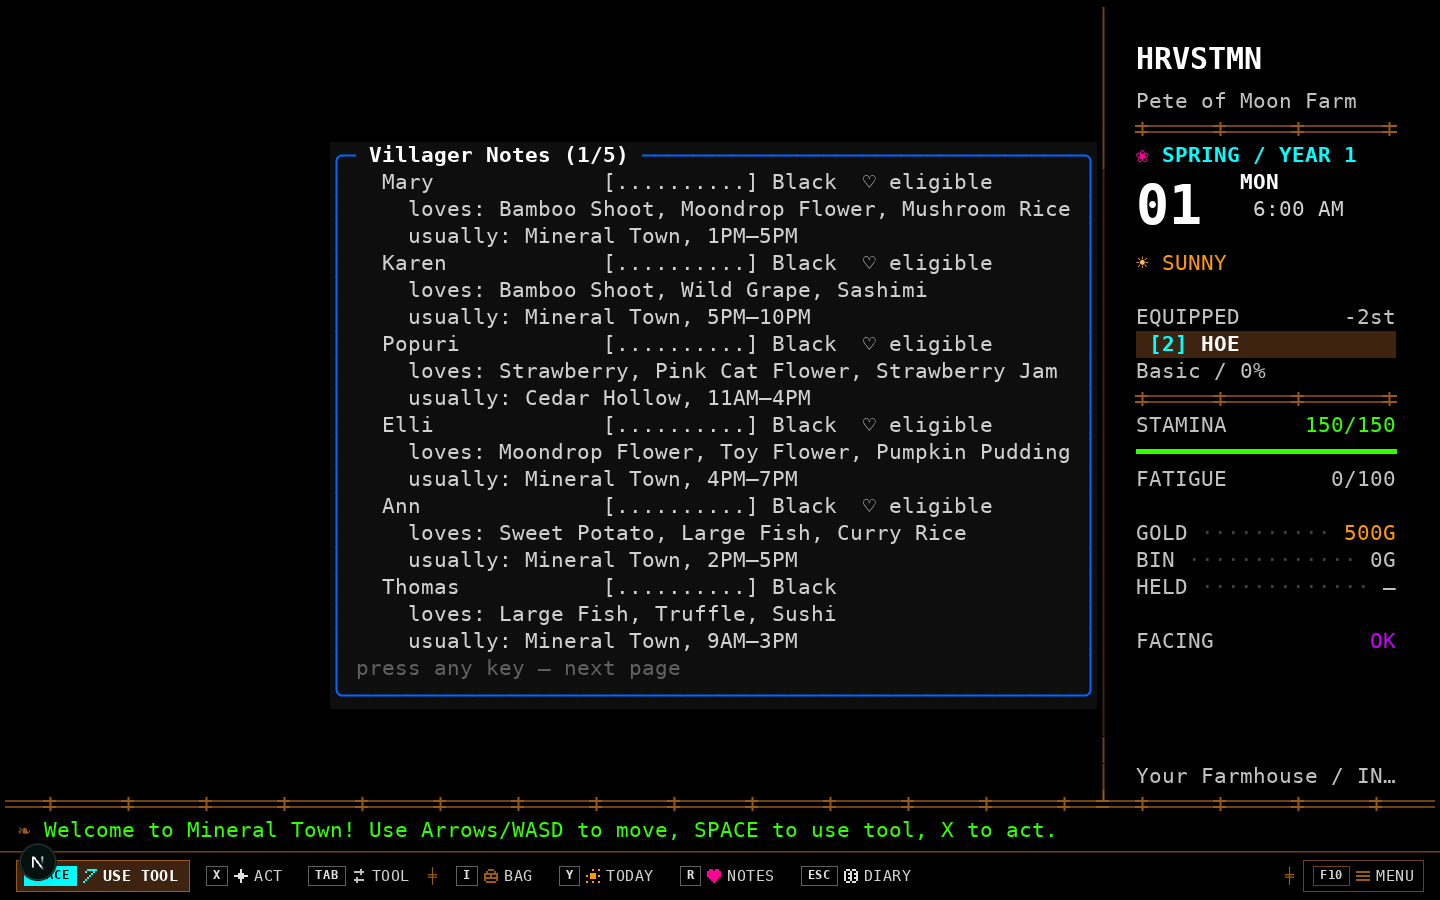 HRVSTMN
Pete of Moon Farm
❀ SPRING / YEAR 1
01 MON
6:00 AM
☀ SUNNY
EQUIPPED -2st
[2] HOE
Basic / 0%
STAMINA 150/150
FATIGUE 0/100
GOLD ·········· 500G
BIN ············· 0G
HELD ············· —
FACING OK
Your Farmhouse / IN…
Villager Notes (1/5)
Mary [..........] Black ♡ eligible
loves: Bamboo Shoot, Moondrop Flower, Mushroom Rice
usually: Mineral Town, 1PM–5PM
Karen [..........] Black ♡ eligible
loves: Bamboo Shoot, Wild Grape, Sashimi
usually: Mineral Town, 5PM–10PM
Popuri [..........] Black ♡ eligible
loves: Strawberry, Pink Cat Flower, Strawberry Jam
usually: Cedar Hollow, 11AM–4PM
Elli [..........] Black ♡ eligible
loves: Moondrop Flower, Toy Flower, Pumpkin Pudding
usually: Mineral Town, 4PM–7PM
Ann [..........] Black ♡ eligible
loves: Sweet Potato, Large Fish, Curry Rice
usually: Mineral Town, 2PM–5PM
Thomas [..........] Black
loves: Large Fish, Truffle, Sushi
usually: Mineral Town, 9AM–3PM
press any key — next page
Welcome to Mineral Town! Use Arrows/WASD to move, SPACE to use tool, X to act.
N USE TOOL X ACT TAB TOOL I BAG Y TODAY R NOTES ESC DIARY F10 MENU